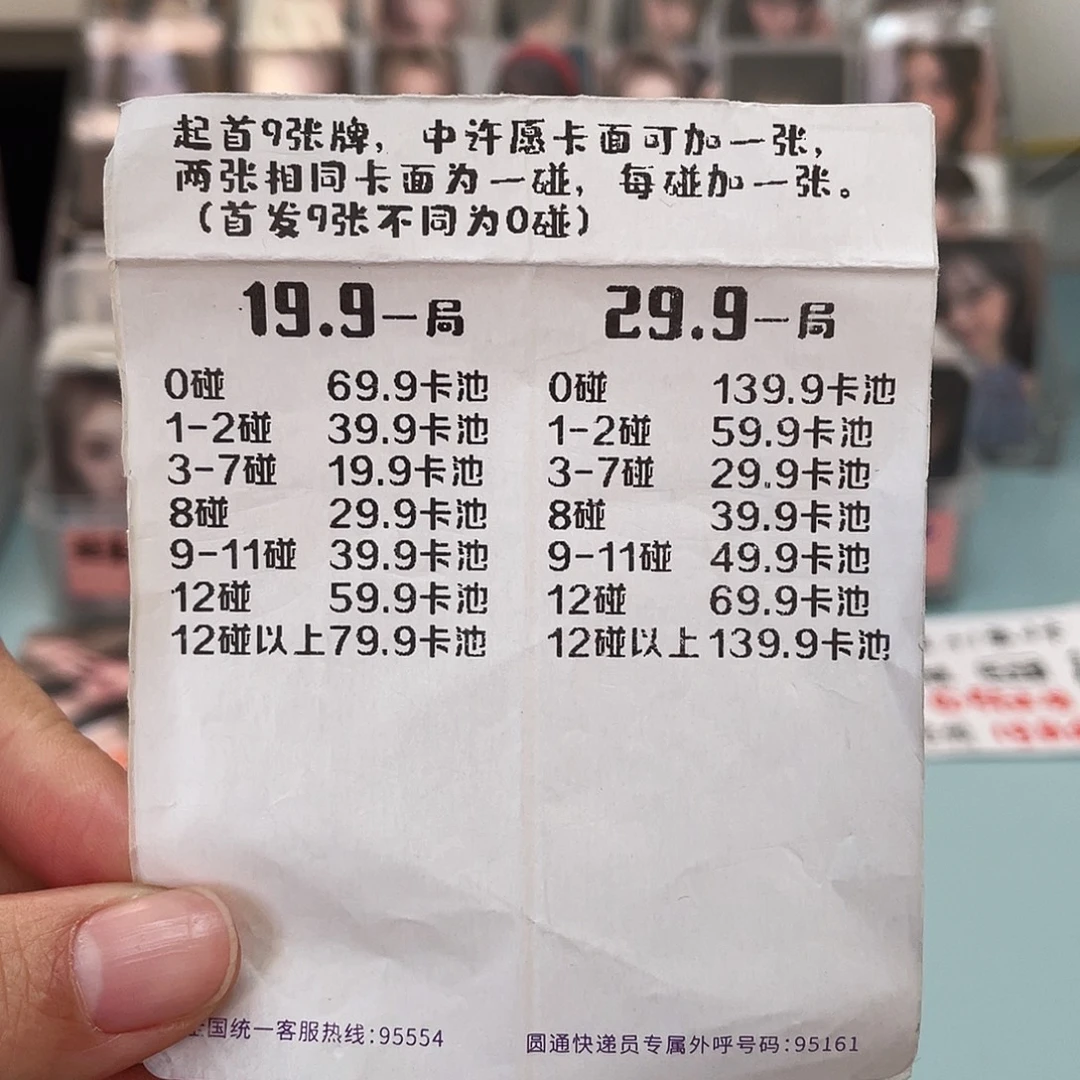 起首9张牌，中许愿卡面可加一张，
两张相同卡面为一碰，每碰加一张。
（首发9张不同为0碰）
19.9一局
29.9一局
0碰 69.9卡池
1-2碰 39.9卡池
3-7碰 19.9卡池
8碰 29.9卡池
9-11碰 39.9卡池
12碰 59.9卡池
12碰以上79.9卡池
0碰 139.9卡池
1-2碰 59.9卡池
3-7碰 29.9卡池
8碰 39.9卡池
9-11碰 49.9卡池
12碰 69.9卡池
12碰以上139.9卡池
全国统一客服热线:95554
圆通快递员专属外呼号码:95161